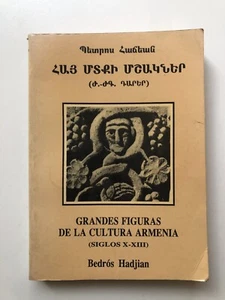 Պետրոս Հաճեան
ՀԱՅ ՄՏՔԻ ՄՇԱԿՆԵՐ
(Ժ.-ԺԳ. ԴԱՐԵՐ)
GRANDES FIGURAS
DE LA CULTURA ARMENIA
(SIGLOS X-XIII)
Bedrós Hadjian